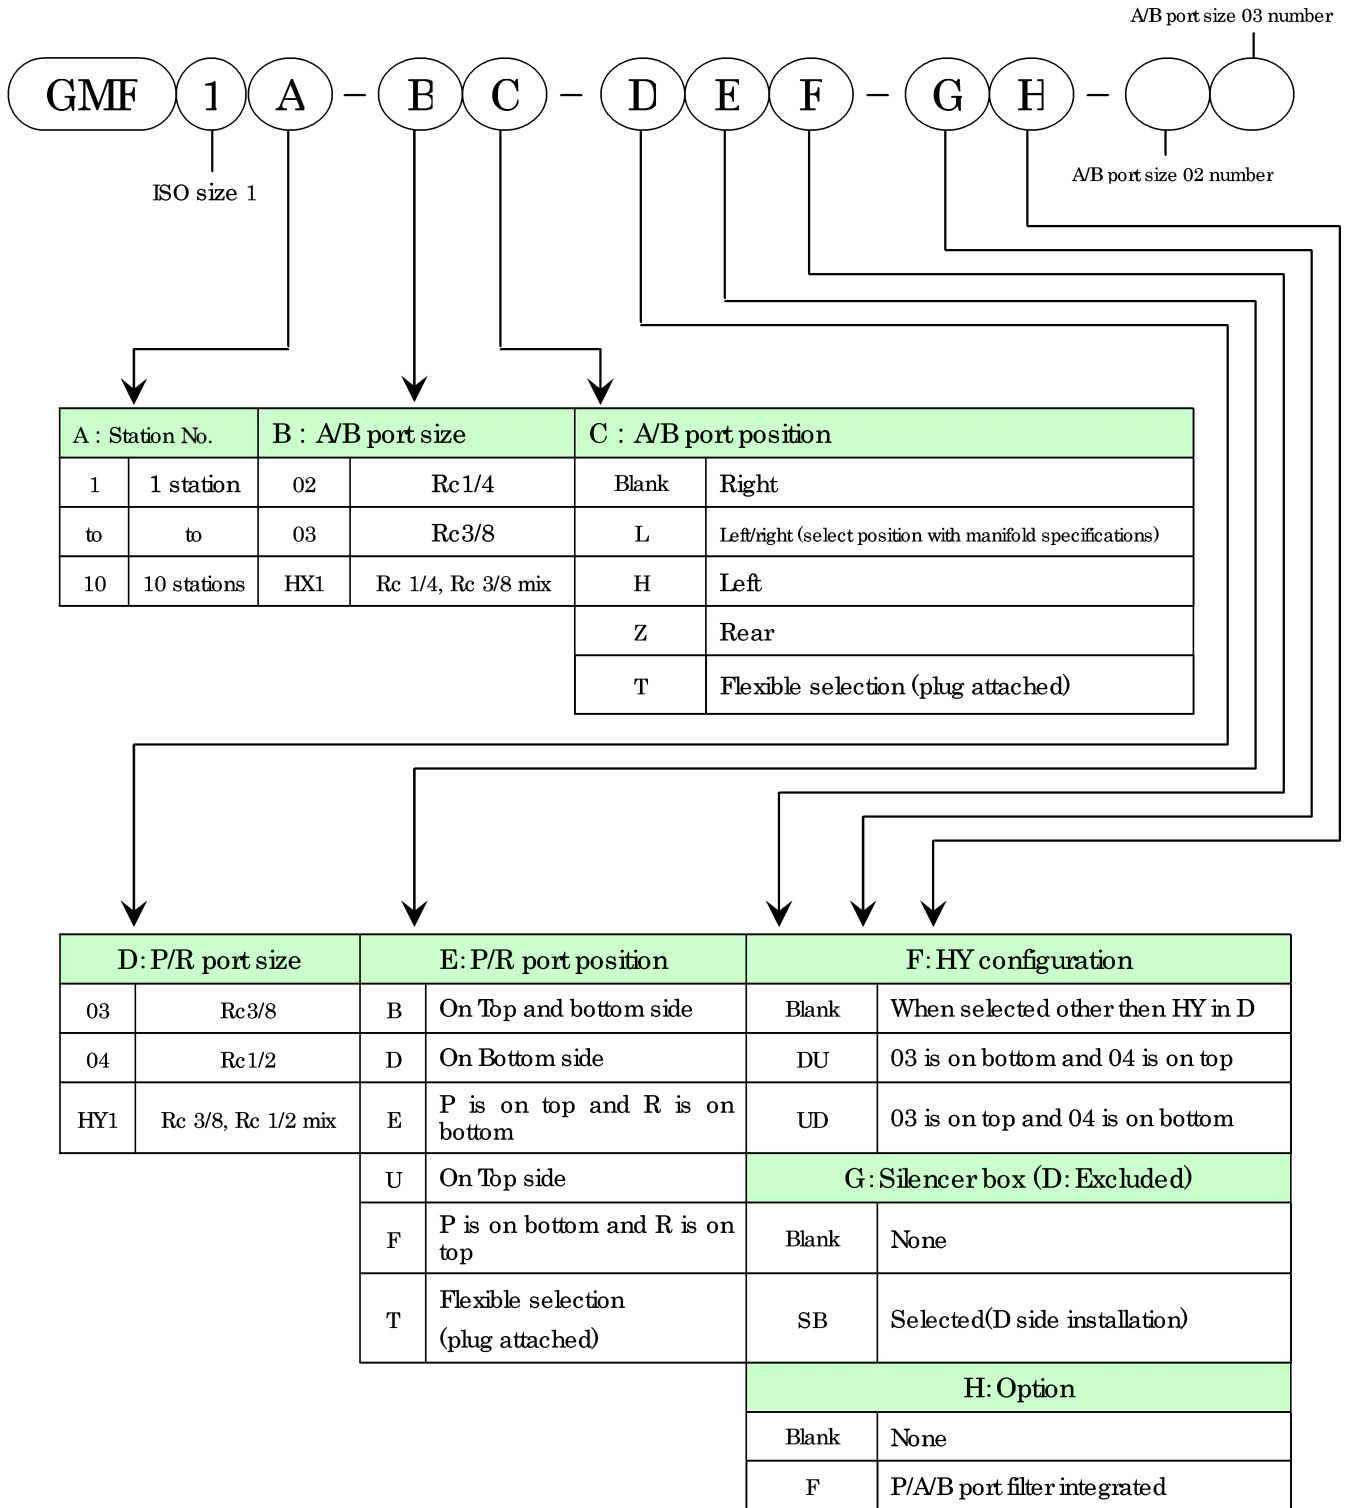 A/B port size 03 number
GMF 1 A - B C - D E F - G H -
ISO size 1
A/B port size 02 number
A : Station No. B : A/B port size C : A/B port position
1 1 station 02 Rc1/4 Blank Right
to to 03 Rc3/8 L Left/right (select position with manifold specifications)
10 10 stations HX1 Rc 1/4, Rc 3/8 mix H Left
Z Rear
T Flexible selection (plug attached)
D:P/R port size E:P/R port position F:HY configuration
03 Rc3/8 B On Top and bottom side Blank When selected other then HY in D
04 Rc1/2 D On Bottom side DU 03 is on bottom and 04 is on top
HY1 Rc 3/8, Rc 1/2 mix E P is on top and R is on
bottom UD 03 is on top and 04 is on bottom
U On Top side G:Silencer box (D:Excluded)
F P is on bottom and R is on
top Blank None
T Flexible selection
(plug attached) SB Selected(D side installation)
H:Option
Blank None
F P/A/B port filter integrated